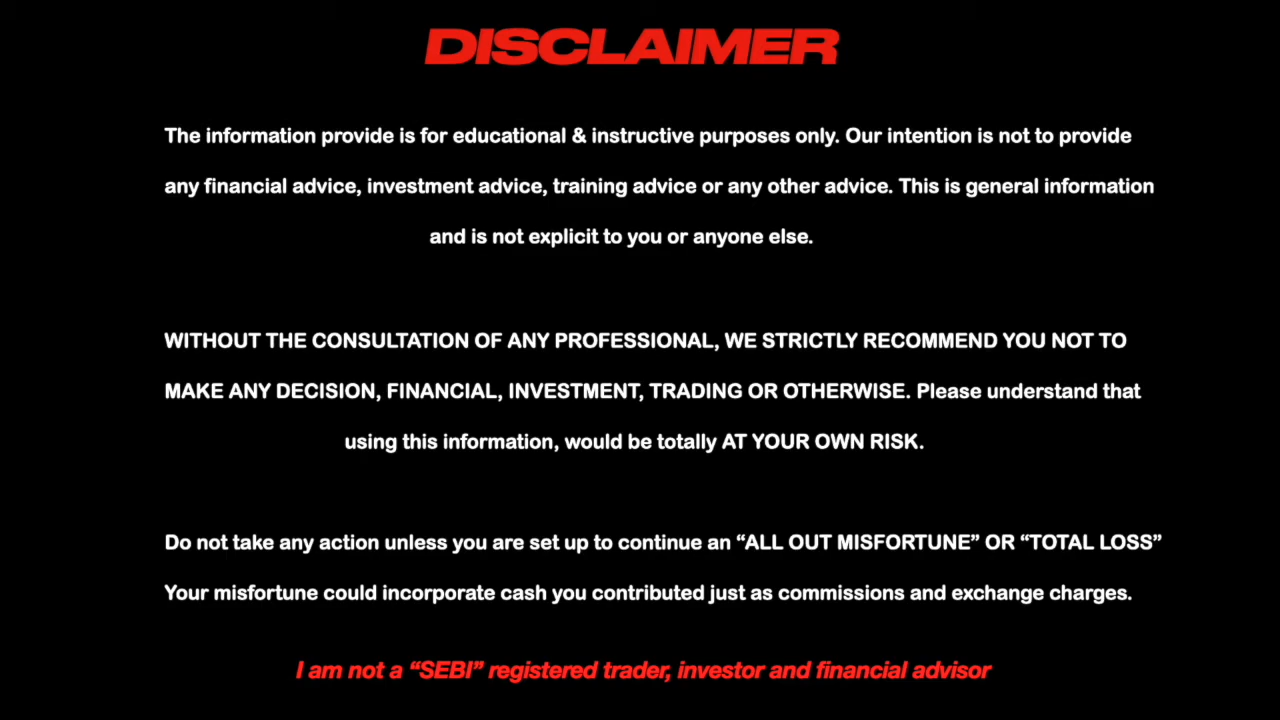 DISCLAIMER
The information provide is for educational & instructive purposes only. Our intention is not to provide
any financial advice, investment advice, training advice or any other advice. This is general information
and is not explicit to you or anyone else.
WITHOUT THE CONSULTATION OF ANY PROFESSIONAL, WE STRICTLY RECOMMEND YOU NOT TO
MAKE ANY DECISION, FINANCIAL, INVESTMENT, TRADING OR OTHERWISE. Please understand that
using this information, would be totally AT YOUR OWN RISK.
Do not take any action unless you are set up to continue an “ALL OUT MISFORTUNE” OR “TOTAL LOSS”
Your misfortune could incorporate cash you contributed just as commissions and exchange charges.
I am not a “SEBI” registered trader, investor and financial advisor